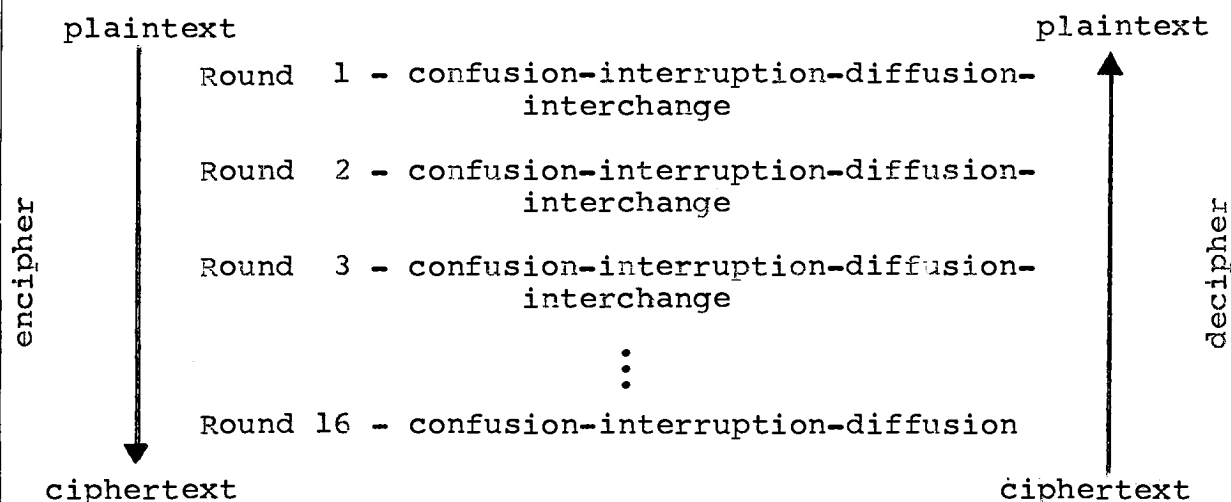 plaintext
plaintext
Round 1 - confusion-interruption-diffusion-
interchange
Round 2 - confusion-interruption-diffusion-
interchange
encipher
decipher
Round 3 - confusion-interruption-diffusion-
interchange
Round 16 - confusion-interruption-diffusion
ciphertext
ciphertext